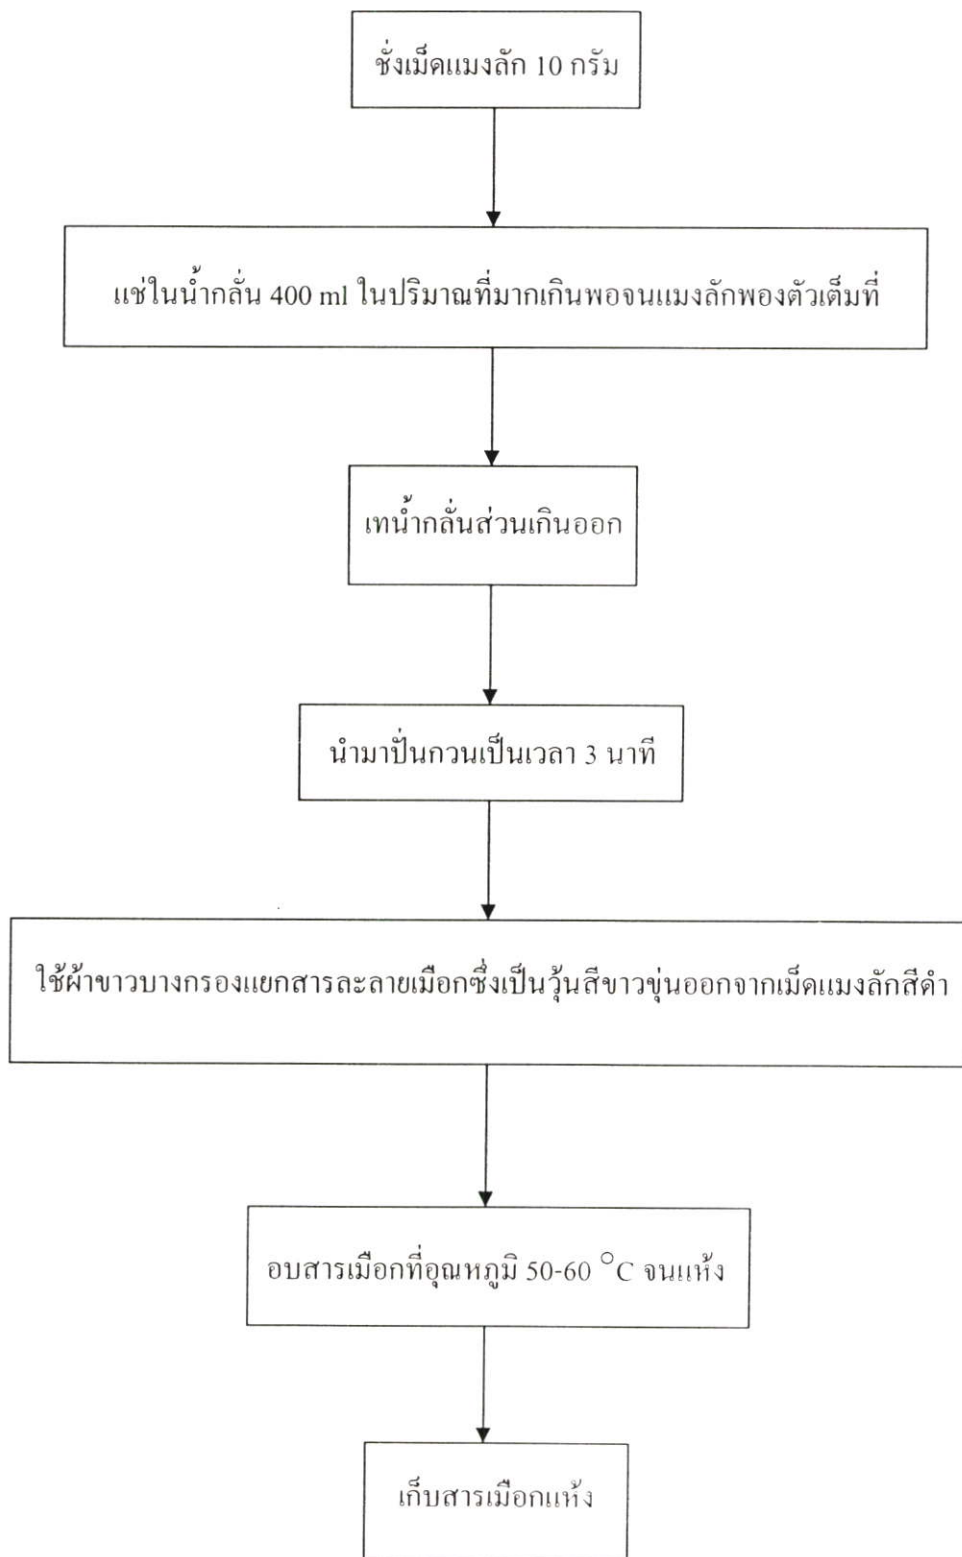 ชั่งเม็ดแมงลัก 10 กรัม
แช่ในน้ำกลั่น 400 ml ในปริมาณที่มากเกินพอจนแมงลักพองตัวเต็มที่
เทน้ำกลั่นส่วนเกินออก
นำมาปั่นกวนเป็นเวลา 3 นาที
ใช้ผ้าขาวบางกรองแยกสารละลายเมือกซึ่งเป็นวุ้นสีขาวขุ่นออกจากเม็ดแมงลักสีดำ
อบสารเมือกที่อุณหภูมิ 50-60 °C จนแห้ง
เก็บสารเมือกแห้ง